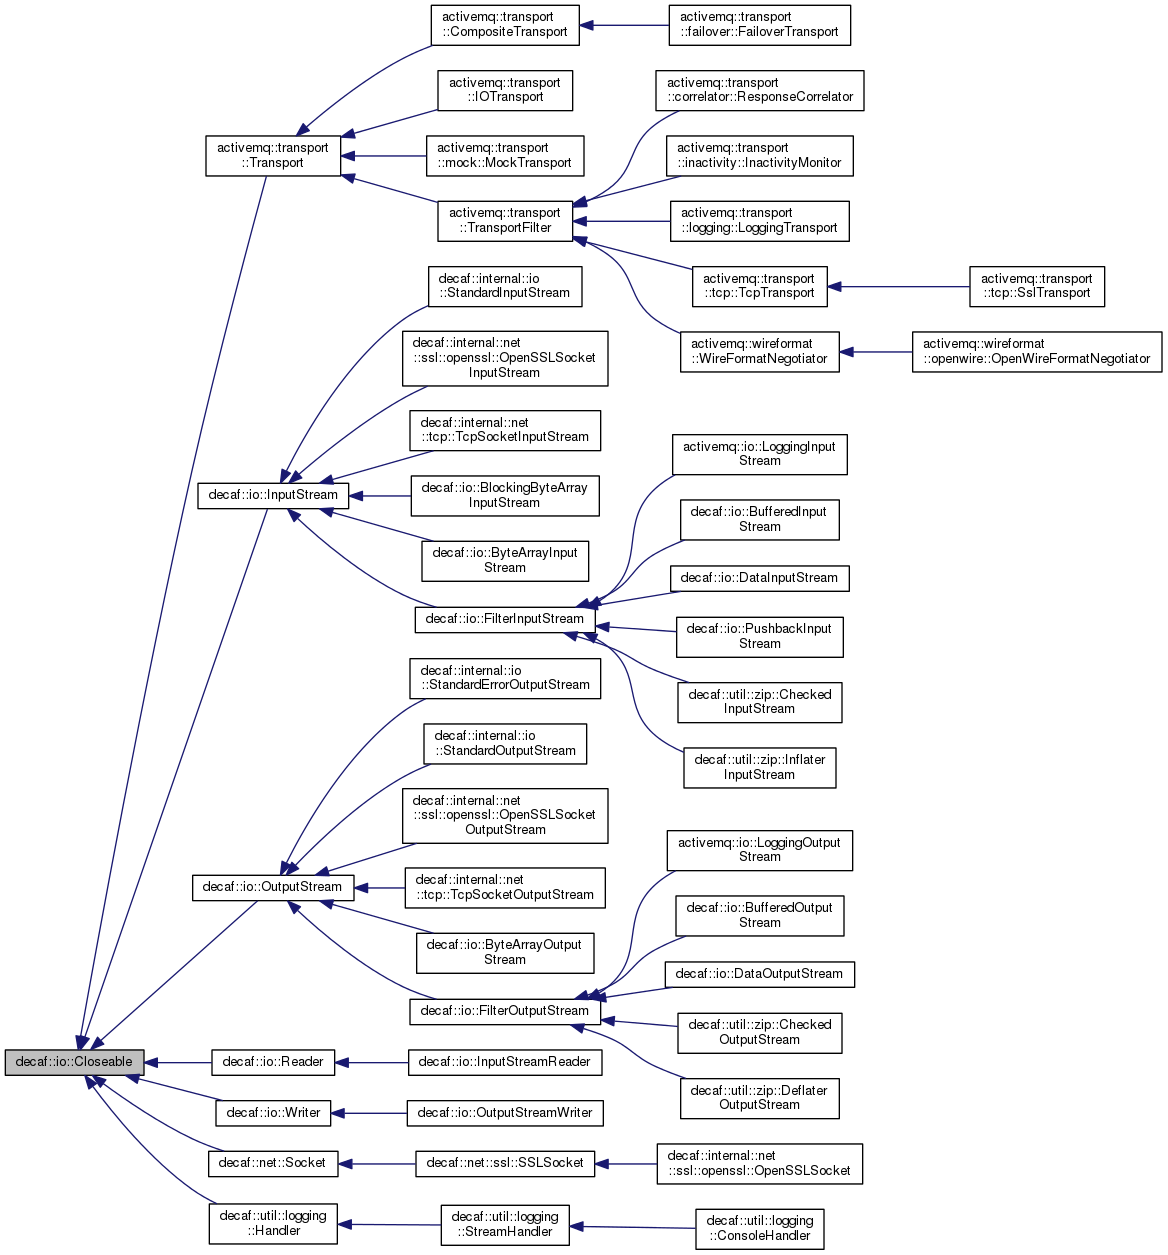 activemq::transport
::CompositeTransport
activemq::transport
::failover::FailoverTransport
activemq::transport
::IOTransport
activemq::transport
::correlator::ResponseCorrelator
activemq::transport
::Transport
activemq::transport
::mock::MockTransport
activemq::transport
::inactivity::InactivityMonitor
activemq::transport
::TransportFilter
activemq::transport
::logging::LoggingTransport
decaf::internal::io
::StandardInputStream
activemq::transport
::tcp::TcpTransport
activemq::transport
::tcp::SslTransport
decaf::internal::net
::ssl::openssl::OpenSSLSocket
InputStream
activemq::wireformat
::WireFormatNegotiator
activemq::wireformat
::openwire::OpenWireFormatNegotiator
decaf::internal::net
::tcp::TcpSocketInputStream
activemq::io::LoggingInput
Stream
decaf::io::InputStream
decaf::io::BlockingByteArray
InputStream
decaf::io::BufferedInput
Stream
decaf::io::ByteArrayInput
Stream
decaf::io::DataInputStream
decaf::io::FilterInputStream
decaf::io::PushbackInput
Stream
decaf::internal::io
::StandardErrorOutputStream
decaf::util::zip::Checked
InputStream
decaf::internal::io
::StandardOutputStream
decaf::util::zip::Inflater
InputStream
decaf::internal::net
::ssl::openssl::OpenSSLSocket
OutputStream
activemq::io::LoggingOutput
Stream
decaf::io::OutputStream
decaf::internal::net
::tcp::TcpSocketOutputStream
decaf::io::BufferedOutput
Stream
decaf::io::ByteArrayOutput
Stream
decaf::io::DataOutputStream
decaf::io::FilterOutputStream
decaf::util::zip::Checked
OutputStream
decaf::io::Closeable
decaf::io::Reader
decaf::io::InputStreamReader
decaf::util::zip::Deflater
OutputStream
decaf::io::Writer
decaf::io::OutputStreamWriter
decaf::net::Socket
decaf::net::ssl::SSLSocket
decaf::internal::net
::ssl::openssl::OpenSSLSocket
decaf::util::logging
::Handler
decaf::util::logging
::StreamHandler
decaf::util::logging
::ConsoleHandler